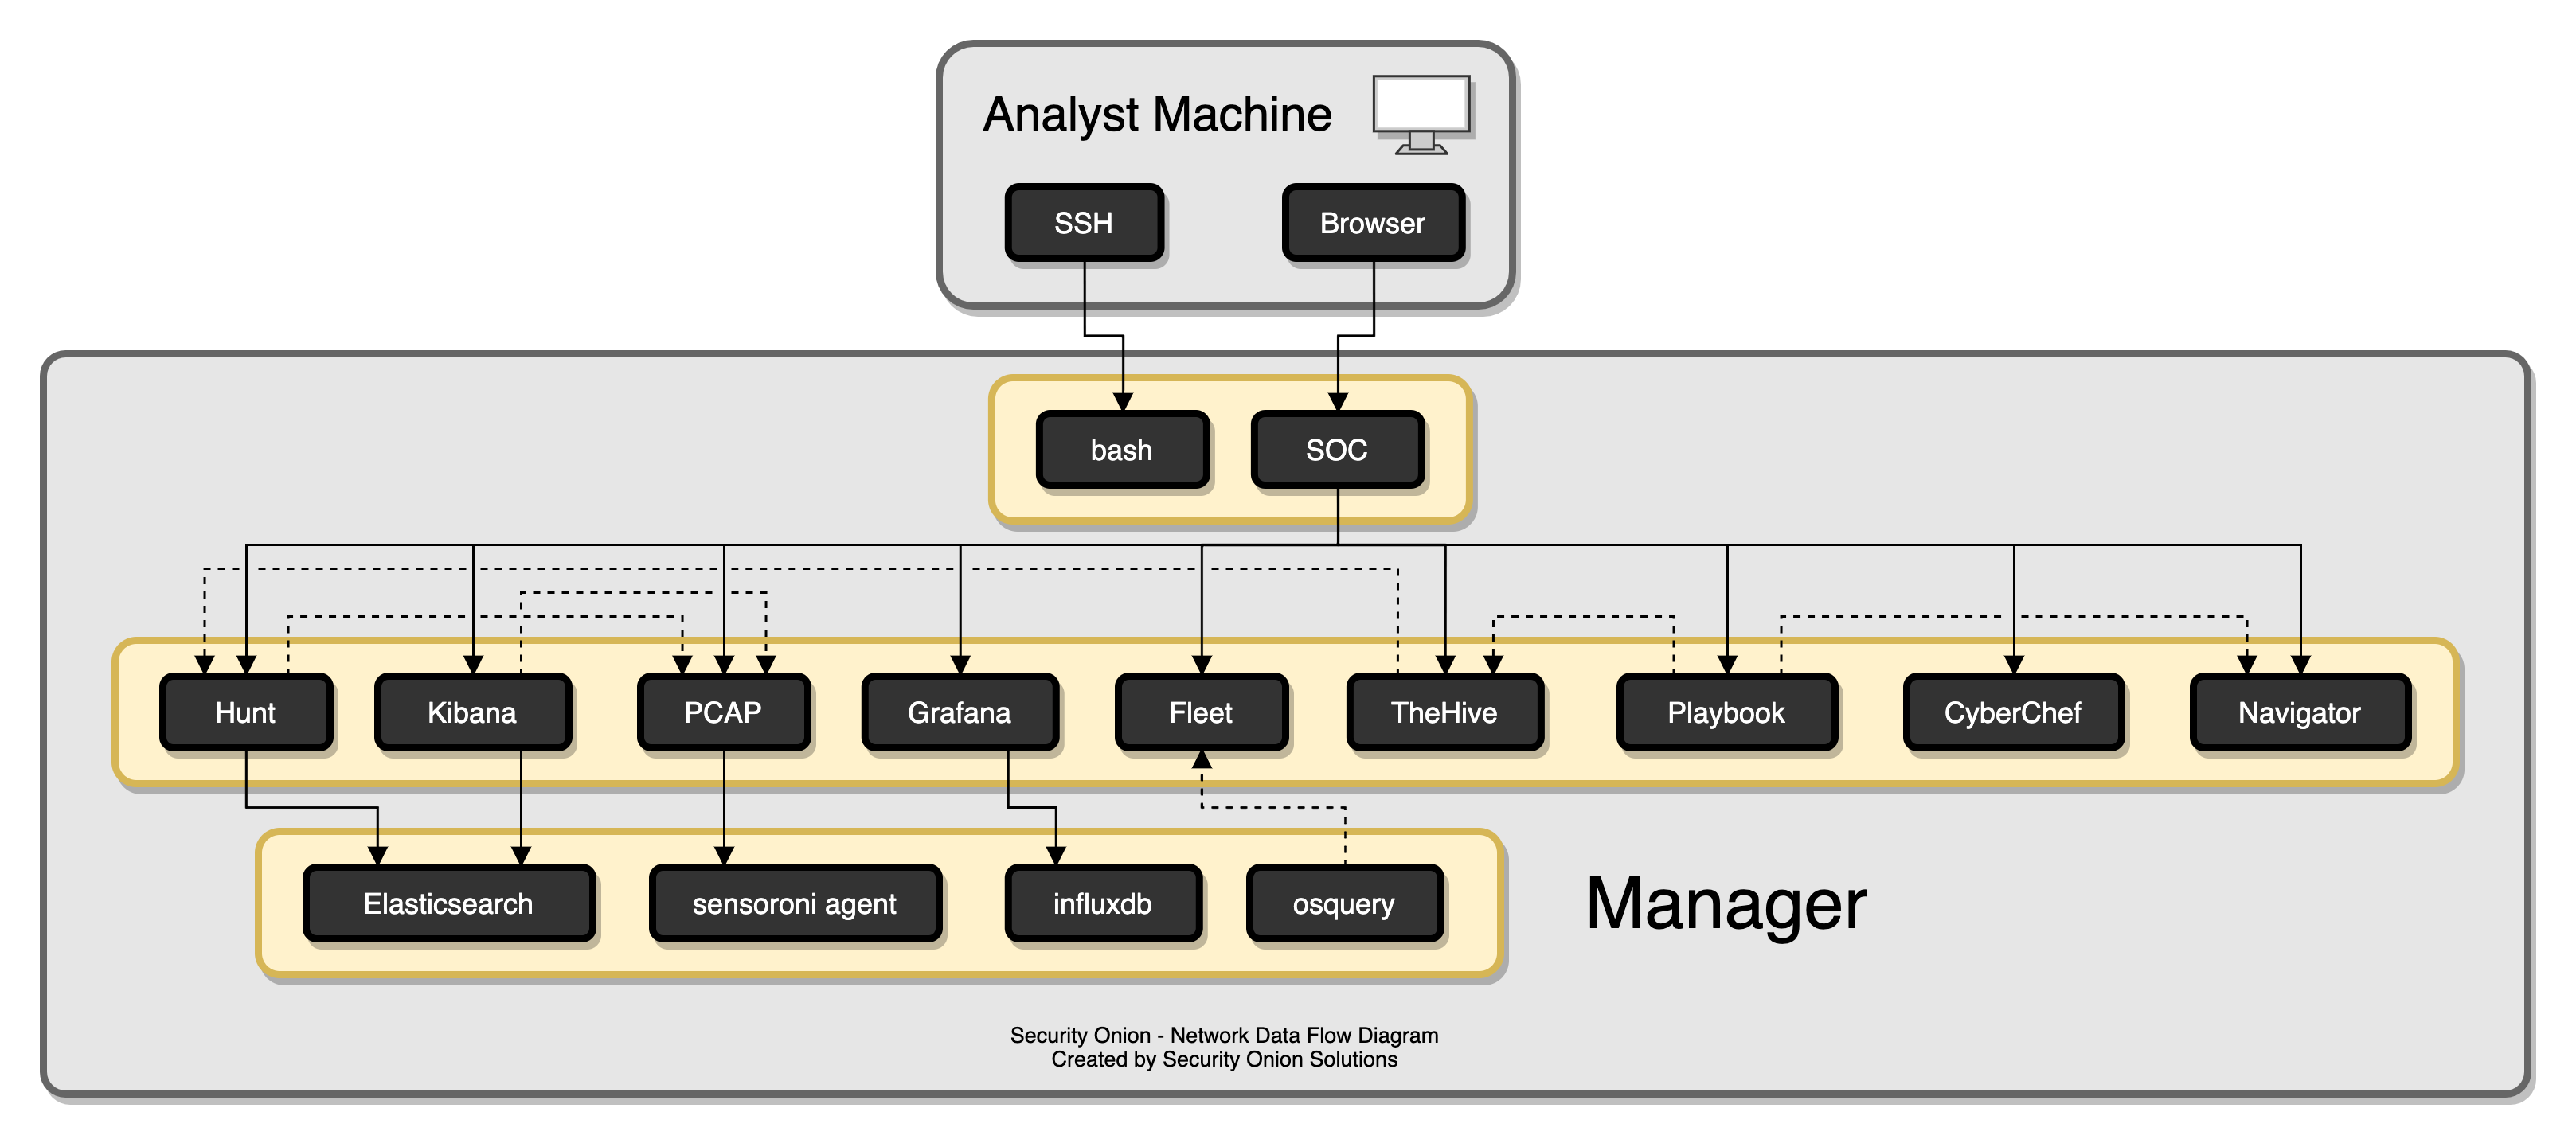 Analyst Machine
SSH
Browser
bash
SOC
Hunt
Kibana
PCAP
Grafana
Fleet
TheHive
Playbook
CyberChef
Navigator
Elasticsearch
sensoroni agent
influxdb
osquery
Manager
Security Onion - Network Data Flow Diagram
Created by Security Onion Solutions